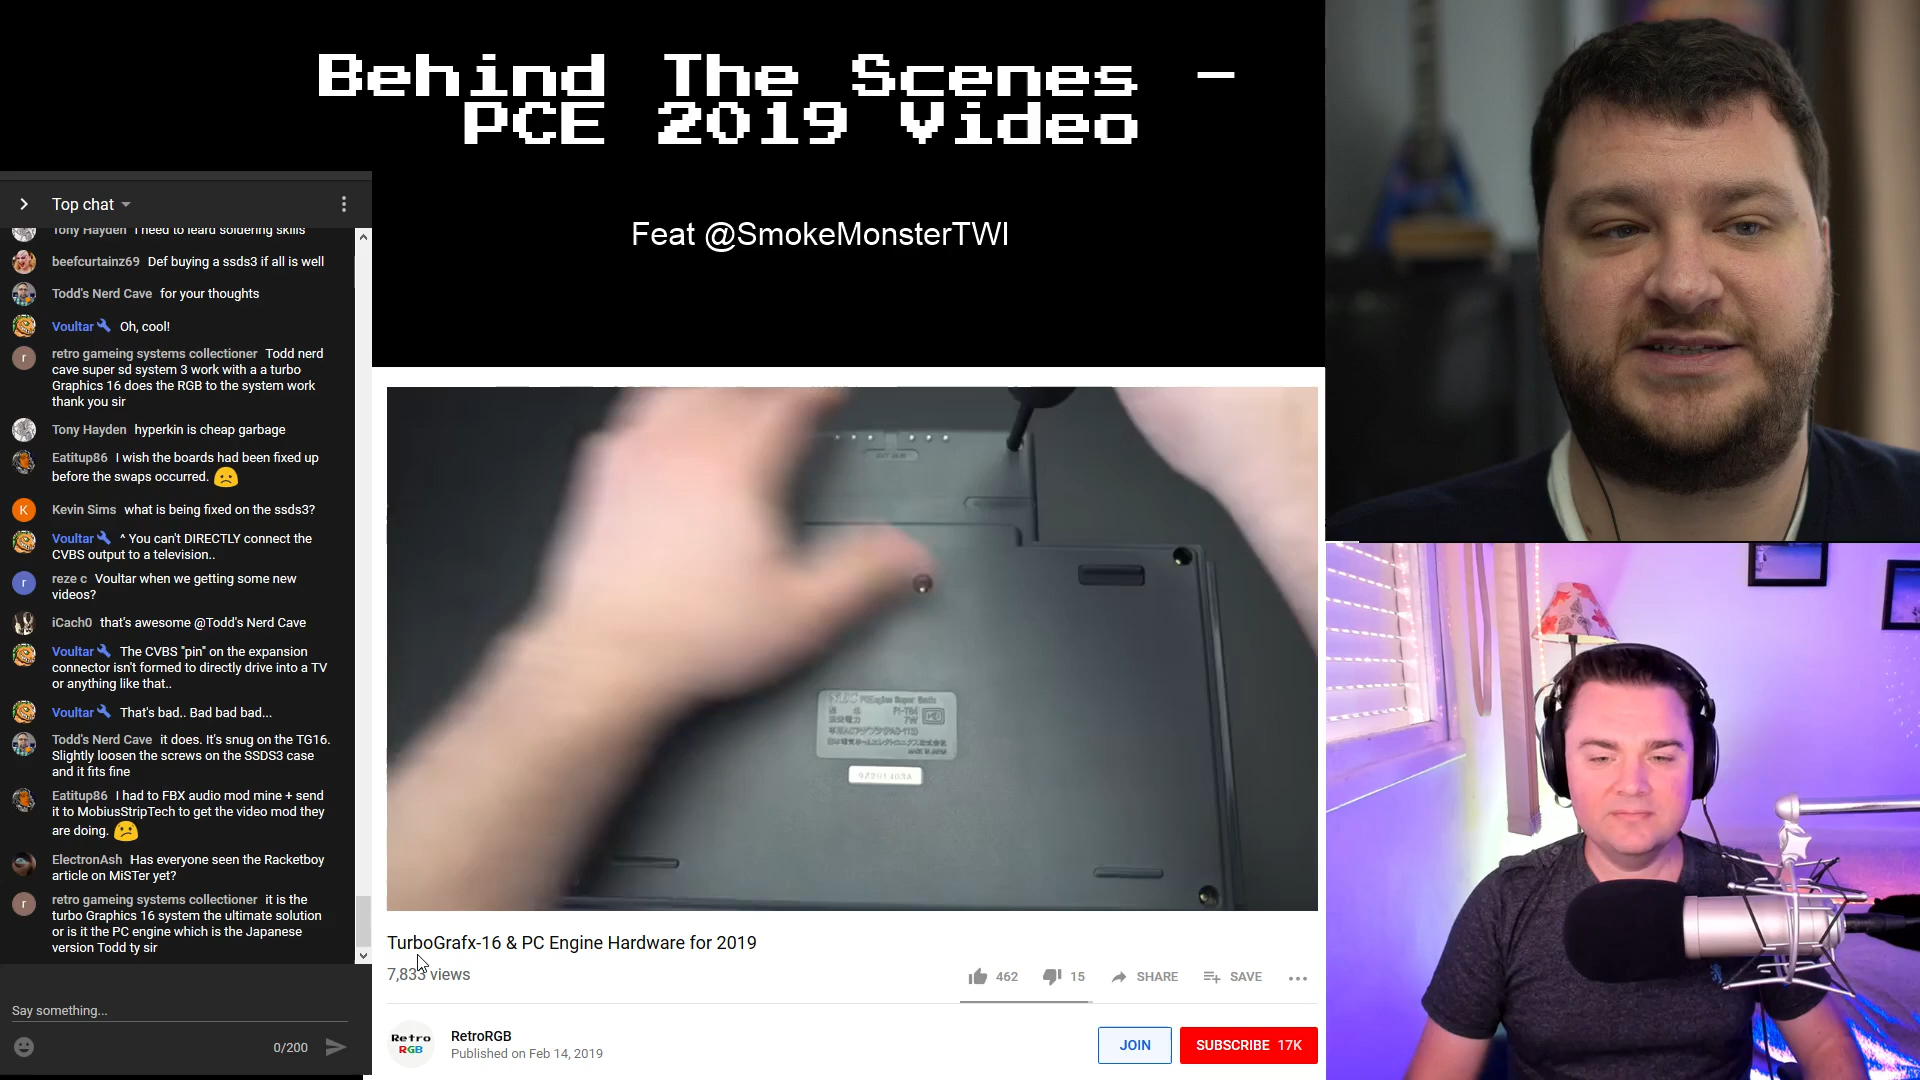 Behind The Scenes -
PCE 2019 Video
Feat @SmokeMonsterTWI
Top chat
Tony Hayden I need to leard soldering skills
beefcurtainz69 Def buying a ssds3 if all is well
Todd's Nerd Cave for your thoughts
Voultar Oh, cool!
retro gameing systems collectioner Todd nerd
cave super sd system 3 work with a a turbo
Graphics 16 does the RGB to the system work
thank you sir
Tony Hayden hyperkin is cheap garbage
Eatitup86 I wish the boards had been fixed up
before the swaps occurred.
Kevin Sims what is being fixed on the ssds3?
Voultar ^ You can't DIRECTLY connect the
CVBS output to a television..
reze c Voultar when we getting some new
videos?
iCach0 that's awesome @Todd's Nerd Cave
Voultar The CVBS "pin" on the expansion
connector isn't formed to directly drive into a TV
or anything like that..
Voultar That's bad.. Bad bad bad...
Todd's Nerd Cave it does. It's snug on the TG16.
Slightly loosen the screws on the SSDS3 case
and it fits fine
Eatitup86 I had to FBX audio mod mine + send
it to MobiusStripTech to get the video mod they
are doing.
ElectronAsh Has everyone seen the Racketboy
article on MiSTer yet?
retro gameing systems collectioner it is the
turbo Graphics 16 system the ultimate solution
or is it the PC engine which is the Japanese
version Todd ty sir
Say something...
0/200
TurboGrafx-16 & PC Engine Hardware for 2019
7,833 views
462 15 SHARE SAVE
Retro
RGB
RetroRGB
Published on Feb 14, 2019
JOIN
SUBSCRIBE 17K